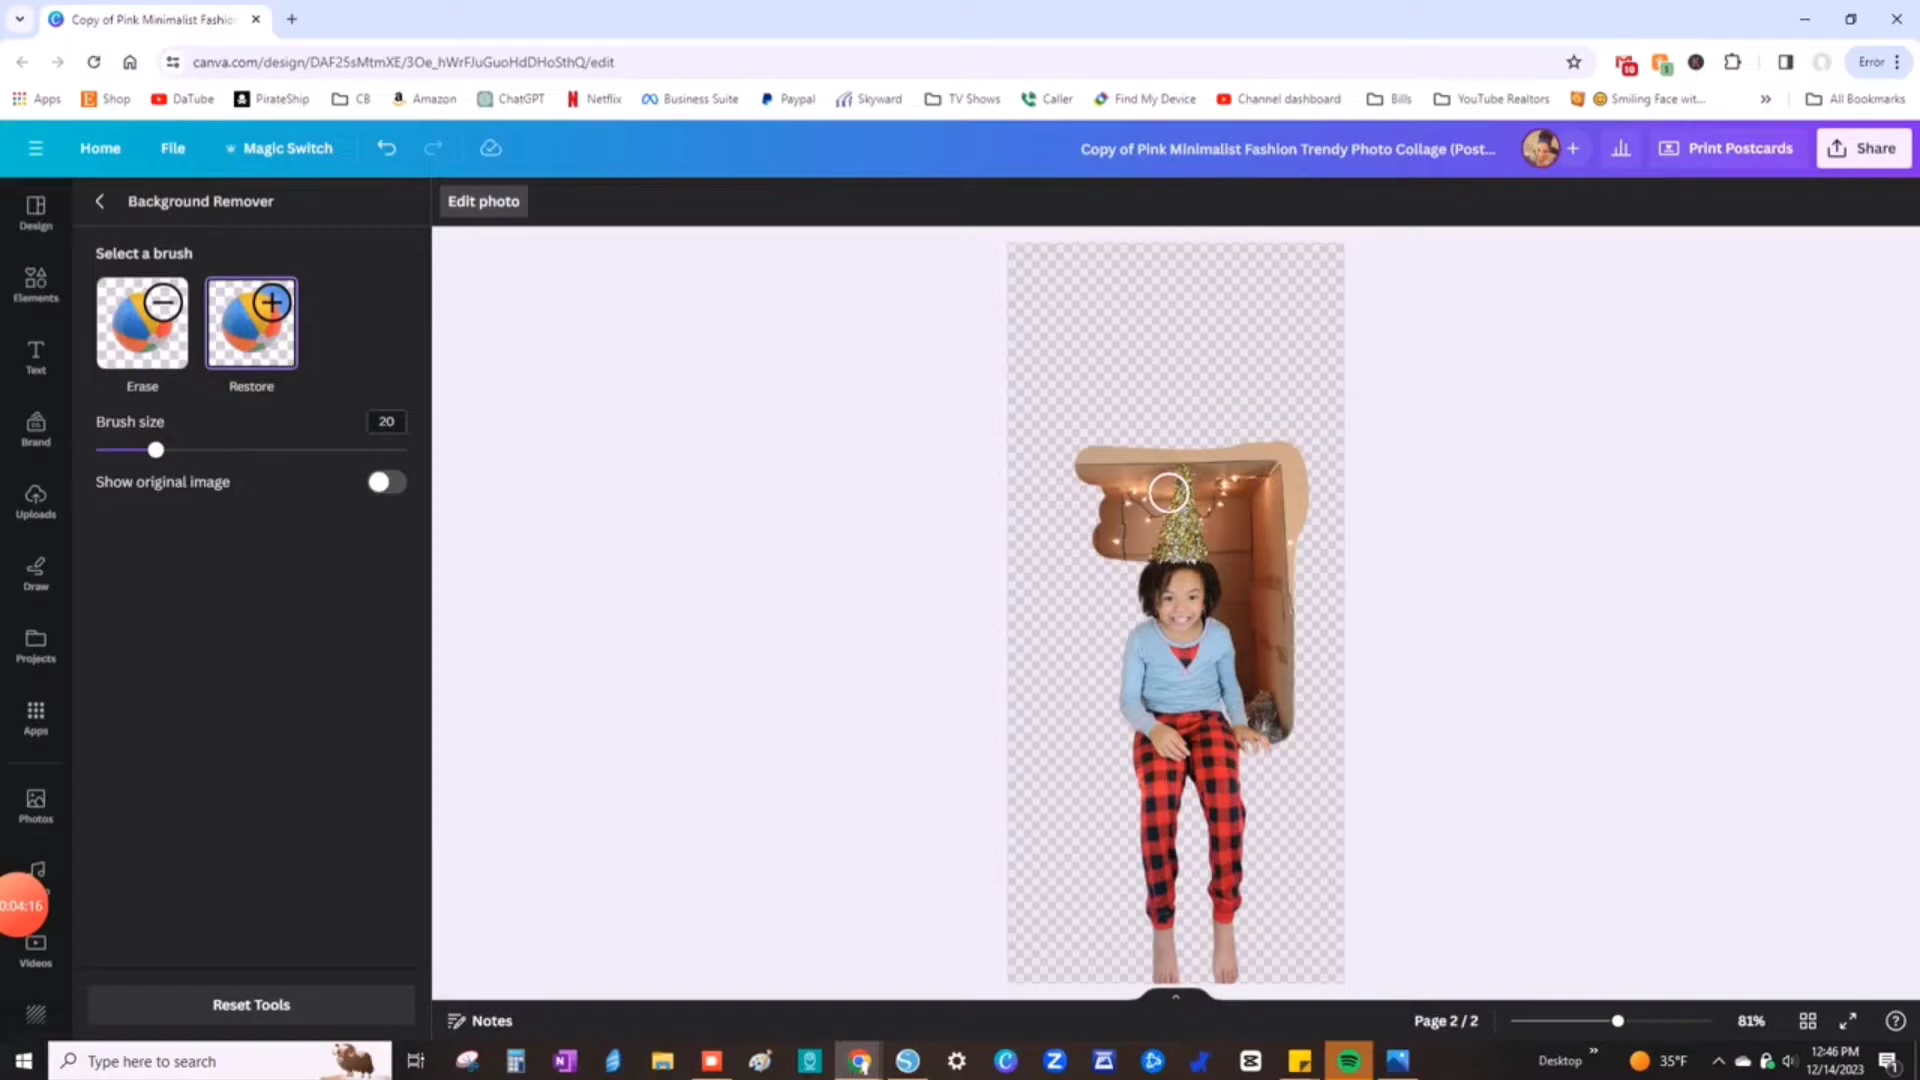 Copy of Pink Minimalist Fashio
canva.com/design/DAF25sMtmXE/3Oe_hWrFJuGuoHdDHoSthQ/edit
10
1
Error
Apps Shop DaTube PirateShip CB Amazon ChatGPT Netflix Business Suite Paypal Skyward TV Shows Caller Find My Device Channel dashboard Bills YouTube Realtors Smiling Face wit... All Bookmarks
Home File Magic Switch Copy of Pink Minimalist Fashion Trendy Photo Collage (Post... Print Postcards Share
Design
Elements
Text
Brand
Uploads
Draw
Projects
Apps
Photos
0:04:16
Videos
Background Remover
Select a brush
Erase Restore
Brush size 20
Show original image
Reset Tools
Edit photo
Notes Page 2 / 2 81%
Type here to search
Desktop 35°F 12:46 PM
12/14/2023